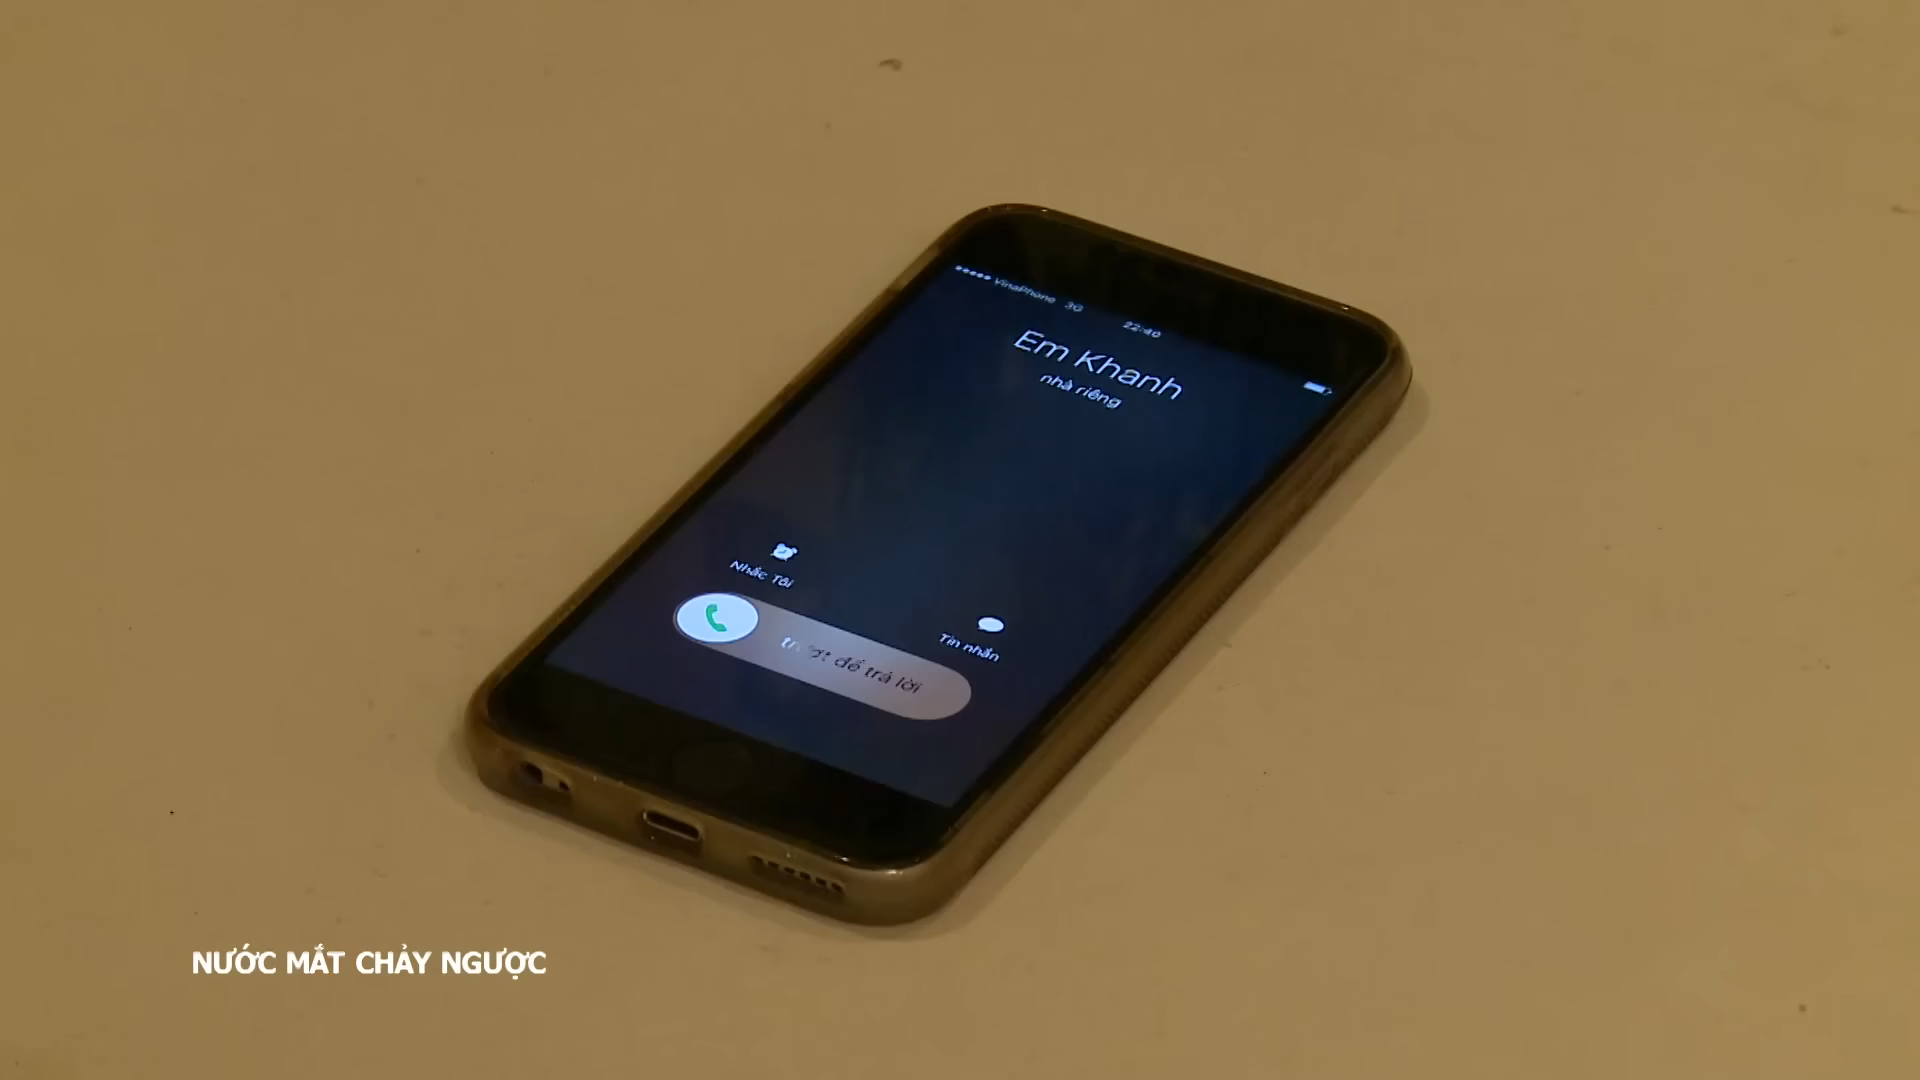 VinaPhone 3G
22:40
Em Khanh
nhà riêng
Nhắc Tôi
Tin nhắn
trượt để trả lời
NƯỚC MẮT CHẢY NGƯỢC